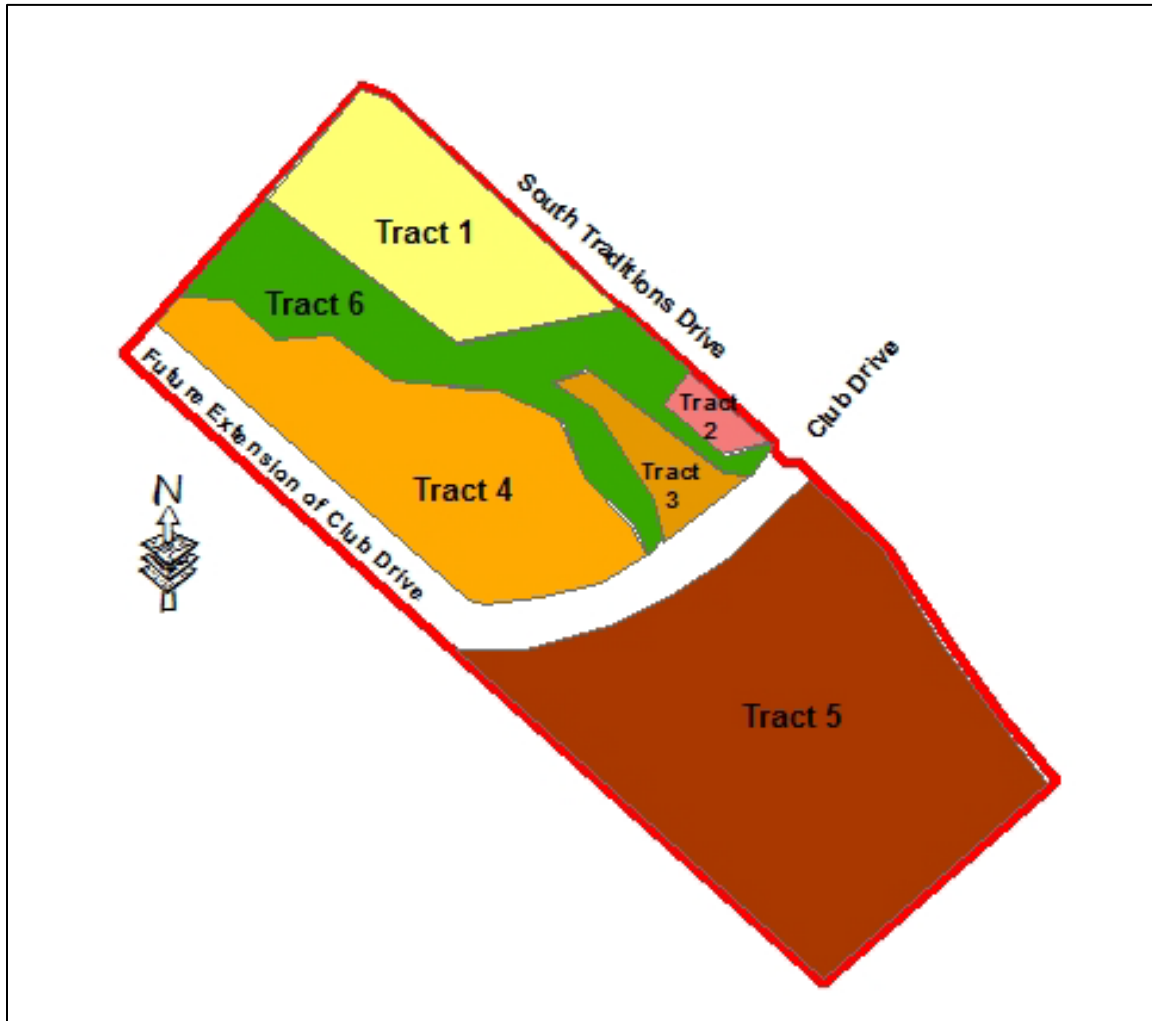 South Traditions Drive
Tract 1
Tract 6
Club Drive
Tract
2
Future Extension of Club Drive
Tract
3
Tract 4
N
Tract 5